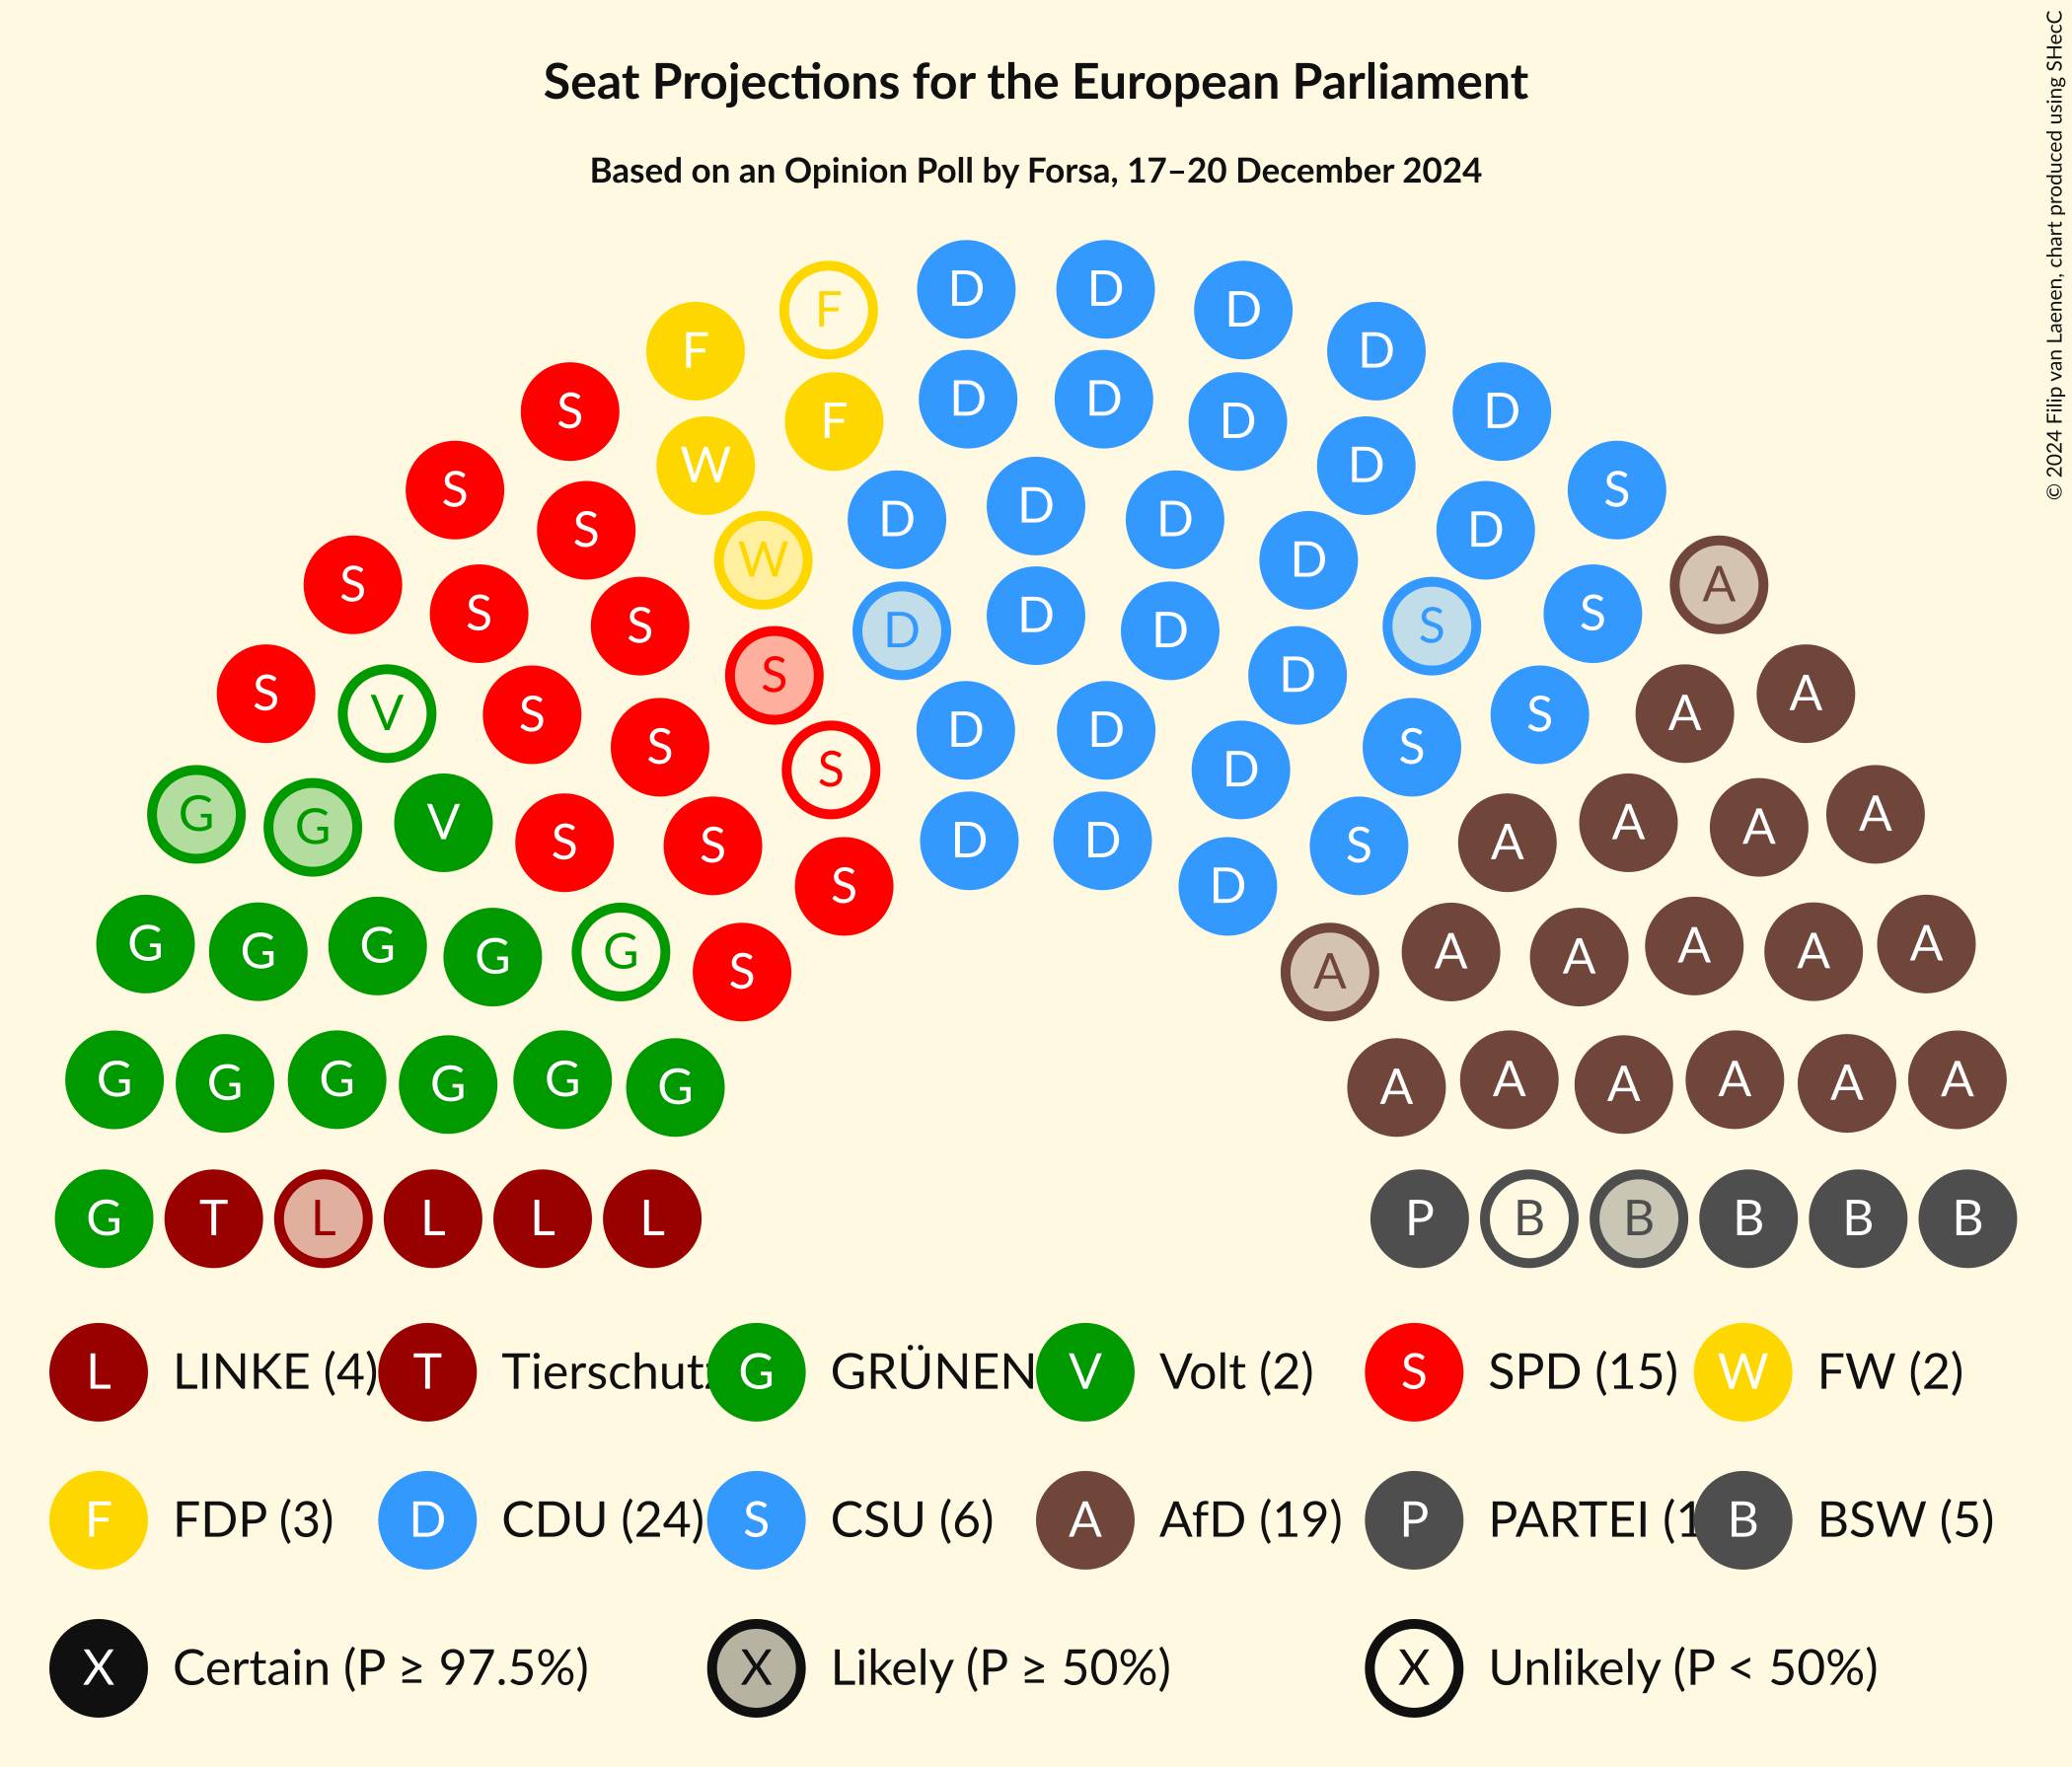 Seat Projections for the European Parliament
Based on an Opinion Poll by Forsa, 17–20 December 2024
© 2024 Filip van Laenen, chart produced using SHecC
F D D D
F D
S F D D D D
W D
S D D D S
S W D D
S A
S S D S S
D D D
S V S S D S A A
S D D S
S D
G G V A A A
S S D D S A
S D
G G G G G S A A A A A A
G G G G G G A A A A A A
G T L L L L P B B B B B
L LINKE (4) T Tierschutz G GRÜNEN V Volt (2) S SPD (15) W FW (2)
F FDP (3) D CDU (24) S CSU (6) A AfD (19) P PARTEI (1 B BSW (5)
X Certain (P ≥ 97.5%) X Likely (P ≥ 50%) X Unlikely (P < 50%)